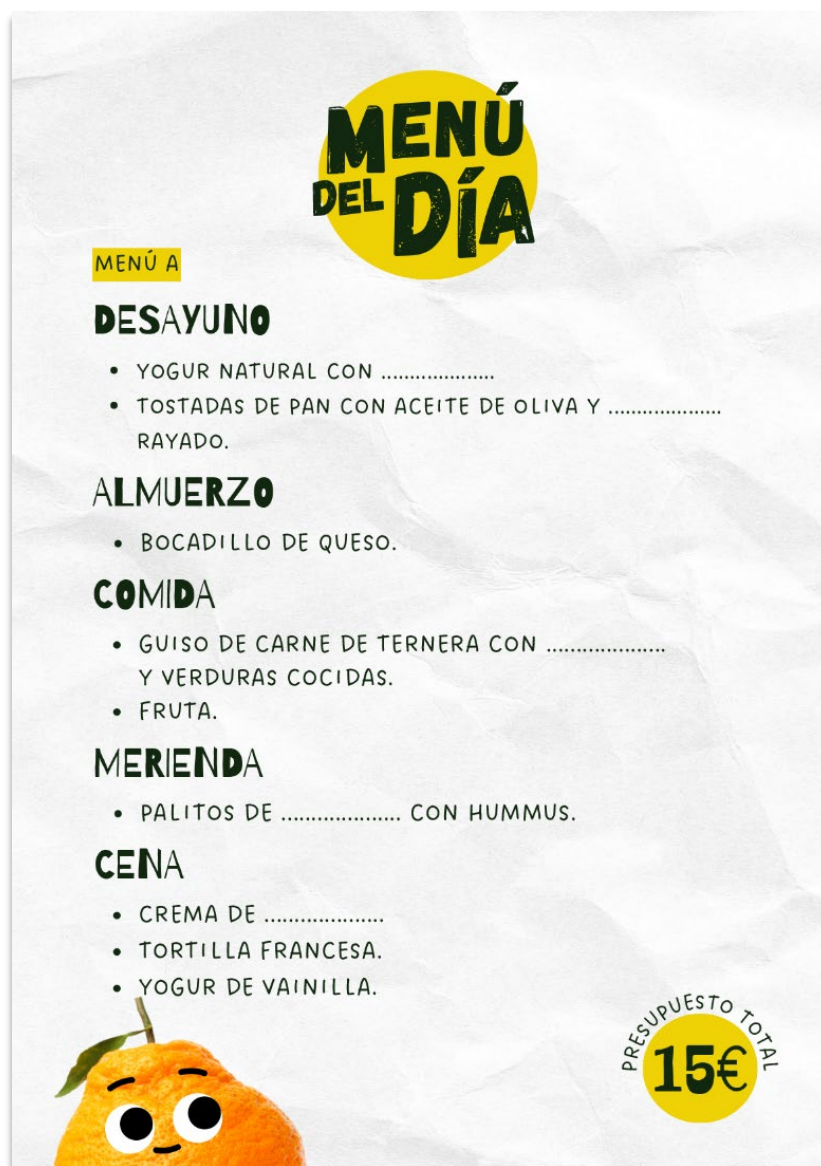 MENÚ
DEL DÍA
MENÚ A
DESAYUNO
• YOGUR NATURAL CON ...................
• TOSTADAS DE PAN CON ACEITE DE OLIVA Y ...................
RAYADO.
ALMUERZO
• BOCADILLO DE QUESO.
COMIDA
• GUISO DE CARNE DE TERNERA CON ....................
Y VERDURAS COCIDAS.
• FRUTA.
MERIENDA
• PALITOS DE .................... CON HUMMUS.
CENA
• CREMA DE ....................
• TORTILLA FRANCESA.
• YOGUR DE VAINILLA.
PRESUPUESTO TOTAL
15€